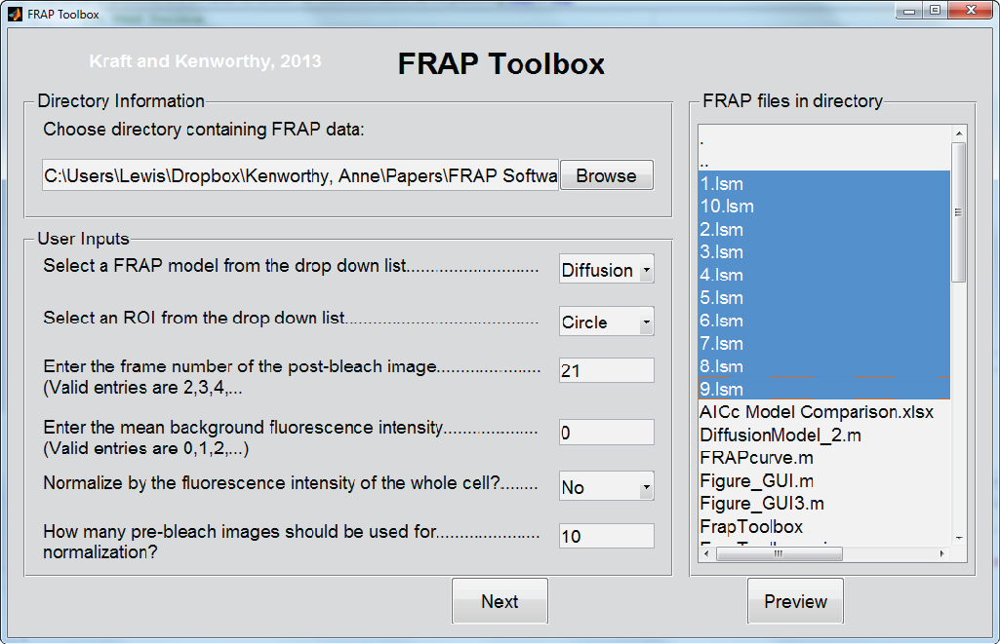 FRAP Toolbox
Kraft and Kenworthy, 2013
FRAP Toolbox
Directory Information
Choose directory containing FRAP data:
C:\Users\Lewis\Dropbox\Kenworthy, Anne\Papers\FRAP Softwa
Browse
User Inputs
Select a FRAP model from the drop down list...........................
Diffusion
Select an ROI from the drop down list........................................
Circle
Enter the frame number of the post-bleach image......................
(Valid entries are 2,3,4,...
21
Enter the mean background fluorescence intensity....................
(Valid entries are 0,1,2,...)
0
Normalize by the fluorescence intensity of the whole cell?........
No
How many pre-bleach images should be used for......................
normalization?
10
Next
FRAP files in directory
.
..
1.lsm
10.lsm
2.lsm
3.lsm
4.lsm
5.lsm
6.lsm
7.lsm
8.lsm
9.lsm
AICc Model Comparison.xlsx
DiffusionModel_2.m
FRAPcurve.m
Figure_GUI.m
Figure_GUI3.m
FrapToolbox
Preview